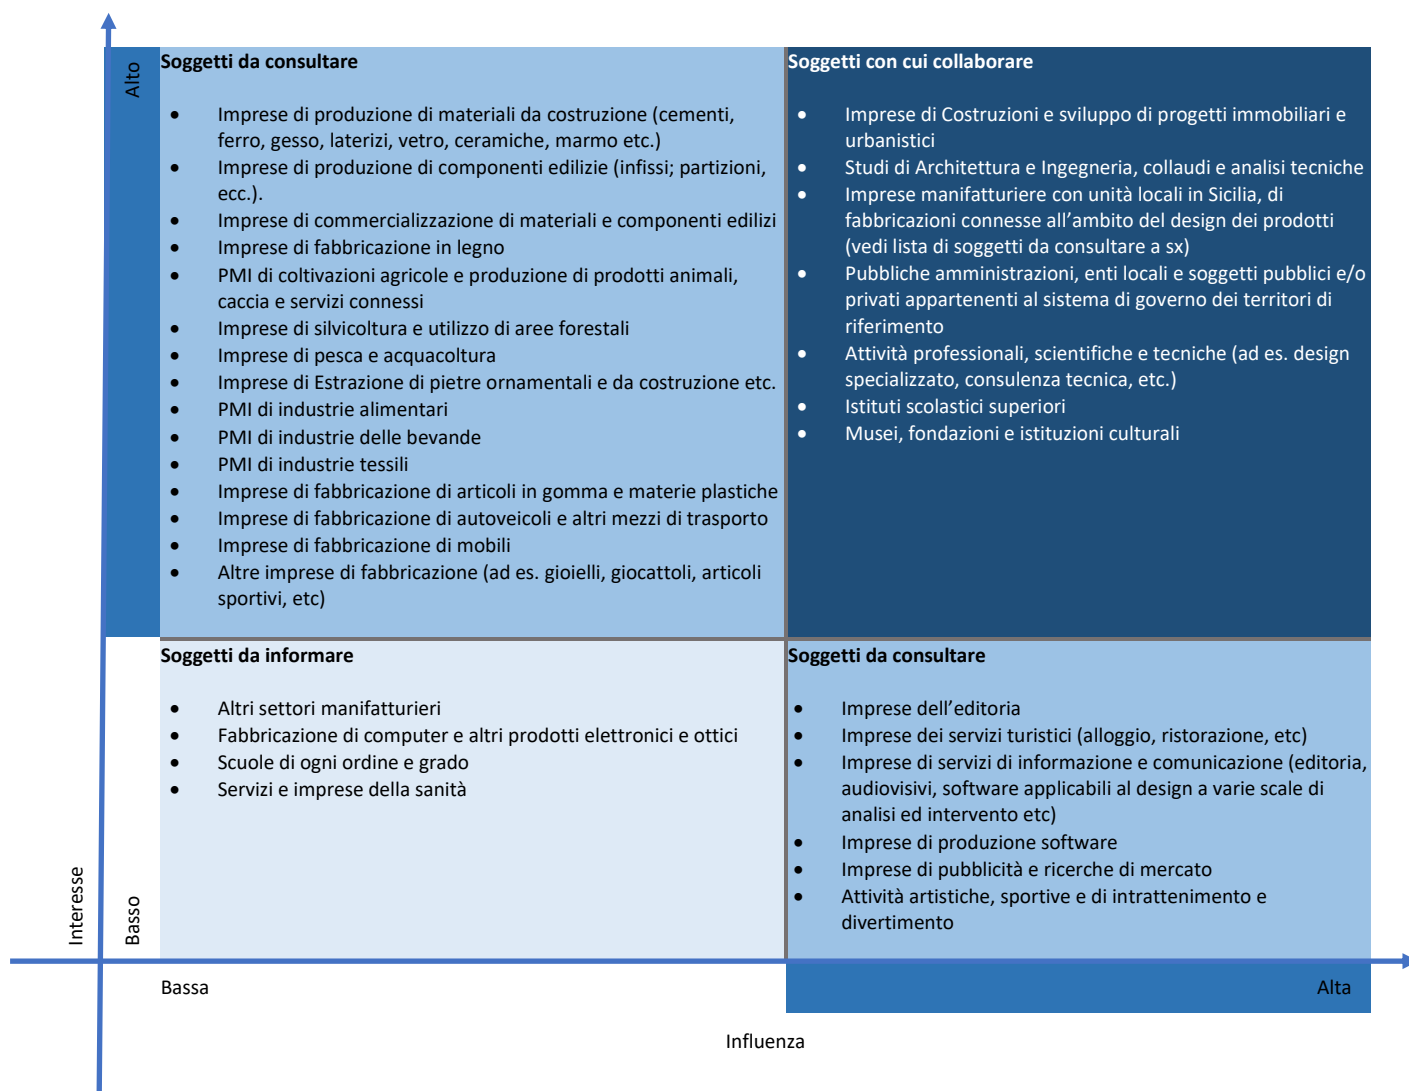 Alto
Soggetti da consultare
• Imprese di produzione di materiali da costruzione (cementi,
ferro, gesso, laterizi, vetro, ceramiche, marmo etc.)
• Imprese di produzione di componenti edilizie (infissi; partizioni,
ecc.).
• Imprese di commercializzazione di materiali e componenti edilizi
• Imprese di fabbricazione in legno
• PMI di coltivazioni agricole e produzione di prodotti animali,
caccia e servizi connessi
• Imprese di silvicoltura e utilizzo di aree forestali
• Imprese di pesca e acquacoltura
• Imprese di Estrazione di pietre ornamentali e da costruzione etc.
• PMI di industrie alimentari
• PMI di industrie delle bevande
• PMI di industrie tessili
• Imprese di fabbricazione di articoli in gomma e materie plastiche
• Imprese di fabbricazione di autoveicoli e altri mezzi di trasporto
• Imprese di fabbricazione di mobili
• Altre imprese di fabbricazione (ad es. gioielli, giocattoli, articoli
sportivi, etc)
Soggetti con cui collaborare
• Imprese di Costruzioni e sviluppo di progetti immobiliari e
urbanistici
• Studi di Architettura e Ingegneria, collaudi e analisi tecniche
• Imprese manifatturiere con unità locali in Sicilia, di
fabbricazioni connesse all’ambito del design dei prodotti
(vedi lista di soggetti da consultare a sx)
• Pubbliche amministrazioni, enti locali e soggetti pubblici e/o
privati appartenenti al sistema di governo dei territori di
riferimento
• Attività professionali, scientifiche e tecniche (ad es. design
specializzato, consulenza tecnica, etc.)
• Istituti scolastici superiori
• Musei, fondazioni e istituzioni culturali
Interesse
Basso
Soggetti da informare
• Altri settori manifatturieri
• Fabbricazione di computer e altri prodotti elettronici e ottici
• Scuole di ogni ordine e grado
• Servizi e imprese della sanità
Soggetti da consultare
• Imprese dell’editoria
• Imprese dei servizi turistici (alloggio, ristorazione, etc)
• Imprese di servizi di informazione e comunicazione (editoria,
audiovisivi, software applicabili al design a varie scale di
analisi ed intervento etc)
• Imprese di produzione software
• Imprese di pubblicità e ricerche di mercato
• Attività artistiche, sportive e di intrattenimento e
divertimento
Bassa
Alta
Influenza